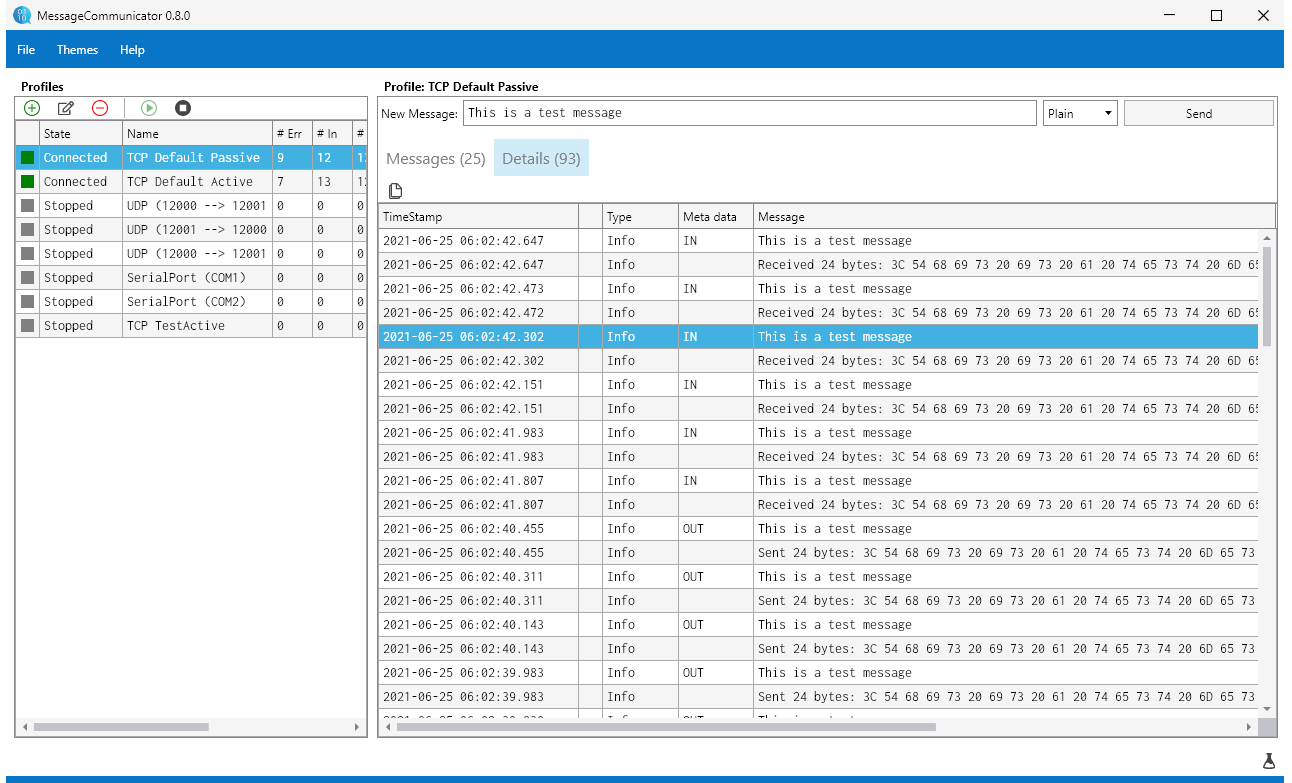 MessageCommunicator 0.8.0
File Themes Help
Profiles
State Name # Err # In #
Connected TCP Default Passive 9 12
Connected TCP Default Active 7 13
Stopped UDP (12000 --> 12001 0 0 0
Stopped UDP (12001 --> 12000 0 0 0
Stopped UDP (12000 --> 12001 0 0 0
Stopped SerialPort (COM1) 0 0 0
Stopped SerialPort (COM2) 0 0 0
Stopped TCP TestActive 0 0 0
Profile: TCP Default Passive
New Message: This is a test message Plain Send
Messages (25) Details (93)
TimeStamp Type Meta data Message
2021-06-25 06:02:42.647 Info IN This is a test message
2021-06-25 06:02:42.647 Info Received 24 bytes: 3C 54 68 69 73 20 69 73 20 61 20 74 65 73 74 20 6D 65
2021-06-25 06:02:42.473 Info IN This is a test message
2021-06-25 06:02:42.472 Info Received 24 bytes: 3C 54 68 69 73 20 69 73 20 61 20 74 65 73 74 20 6D 65
2021-06-25 06:02:42.302 Info IN This is a test message
2021-06-25 06:02:42.302 Info Received 24 bytes: 3C 54 68 69 73 20 69 73 20 61 20 74 65 73 74 20 6D 65
2021-06-25 06:02:42.151 Info IN This is a test message
2021-06-25 06:02:42.151 Info Received 24 bytes: 3C 54 68 69 73 20 69 73 20 61 20 74 65 73 74 20 6D 65
2021-06-25 06:02:41.983 Info IN This is a test message
2021-06-25 06:02:41.983 Info Received 24 bytes: 3C 54 68 69 73 20 69 73 20 61 20 74 65 73 74 20 6D 65
2021-06-25 06:02:41.807 Info IN This is a test message
2021-06-25 06:02:41.807 Info Received 24 bytes: 3C 54 68 69 73 20 69 73 20 61 20 74 65 73 74 20 6D 65
2021-06-25 06:02:40.455 Info OUT This is a test message
2021-06-25 06:02:40.455 Info Sent 24 bytes: 3C 54 68 69 73 20 69 73 20 61 20 74 65 73 74 20 6D 65 73
2021-06-25 06:02:40.311 Info OUT This is a test message
2021-06-25 06:02:40.311 Info Sent 24 bytes: 3C 54 68 69 73 20 69 73 20 61 20 74 65 73 74 20 6D 65 73
2021-06-25 06:02:40.143 Info OUT This is a test message
2021-06-25 06:02:40.143 Info Sent 24 bytes: 3C 54 68 69 73 20 69 73 20 61 20 74 65 73 74 20 6D 65 73
2021-06-25 06:02:39.983 Info OUT This is a test message
2021-06-25 06:02:39.983 Info Sent 24 bytes: 3C 54 68 69 73 20 69 73 20 61 20 74 65 73 74 20 6D 65 73